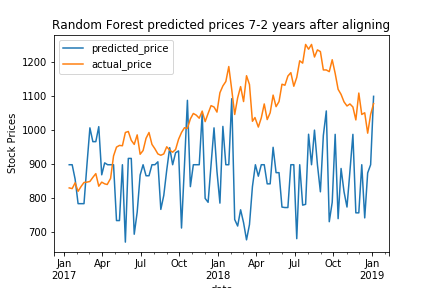 Random Forest predicted prices 7-2 years after aligning
predicted_price
actual_price
Stock Prices
1200
1100
1000
900
800
700
Jan Apr Jul Oct Jan Apr Jul Oct Jan
2017 2018 2019